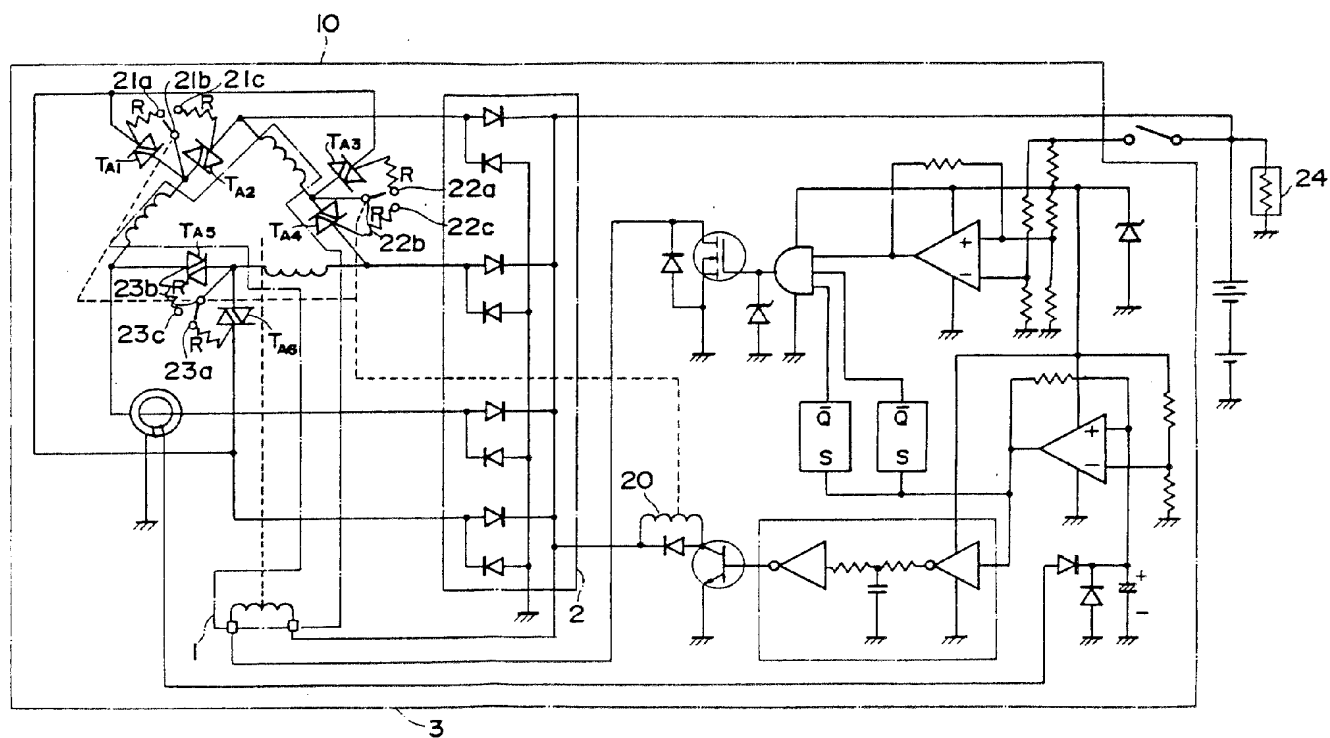 10
21a 21b 21c
R R
TA1
TA2
TA3
R
22a
TA4
R
22b
22c
TA5
23b
R
23c
R
TA6
23a
+
−
24
Q̄ Q̄
S S
+
−
20
+
−
1
2
3